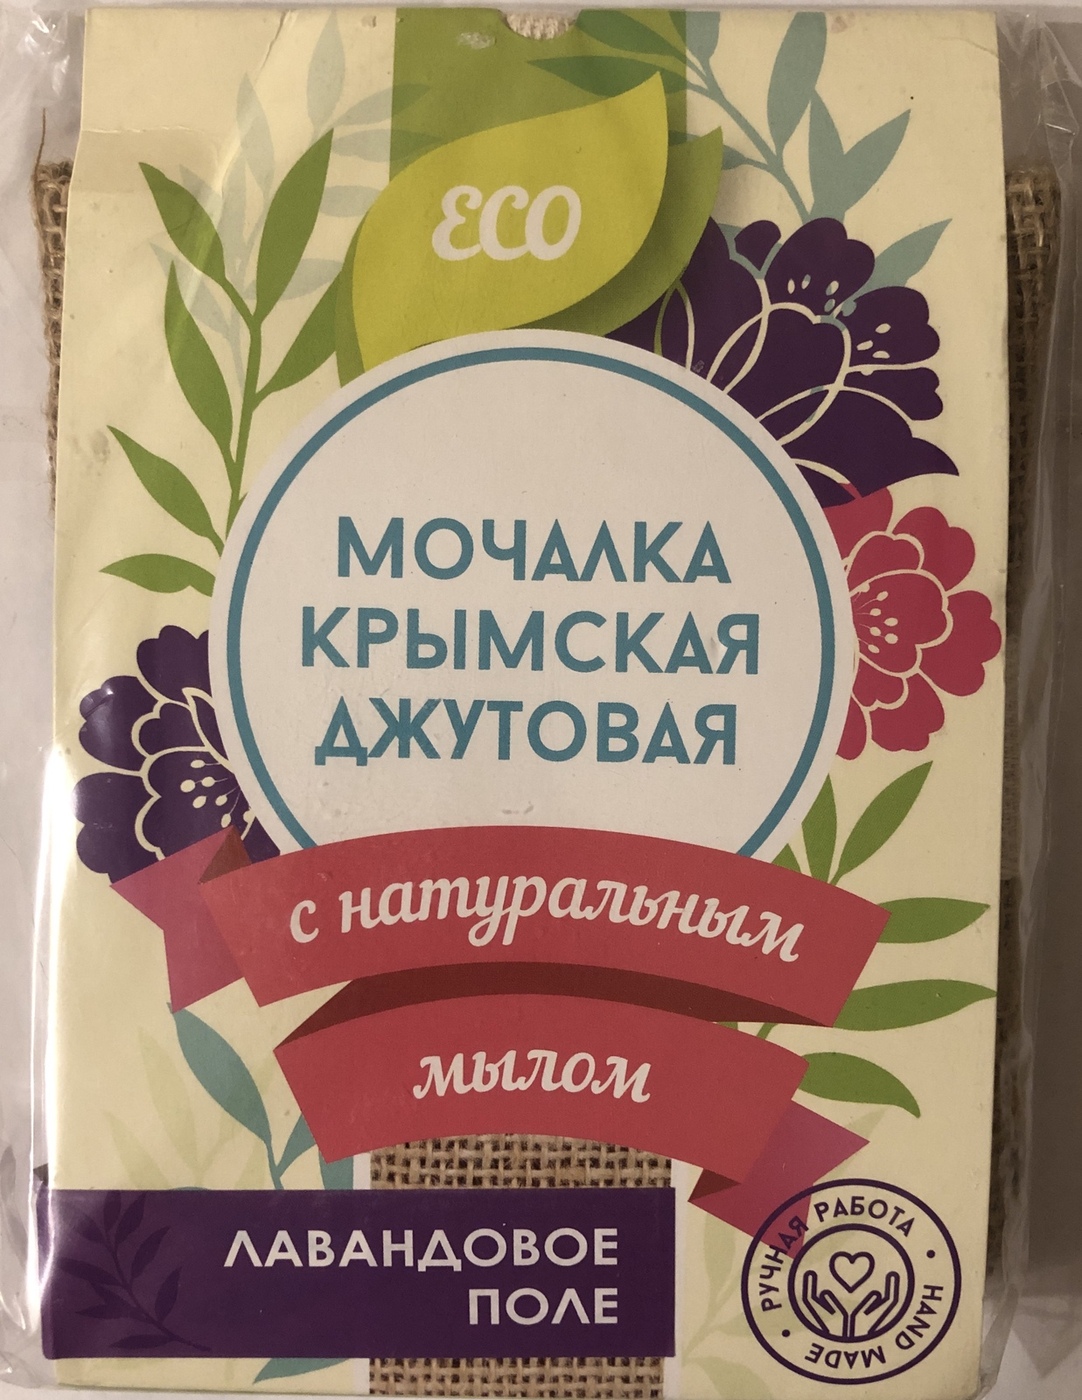 ECO
МОЧАЛКА
КРЫМСКАЯ
ДЖУТОВАЯ
с натуральным
мылом
ЛАВАНДОВОЕ
ПОЛЕ
РУЧНАЯ РАБОТА • HAND MADE •